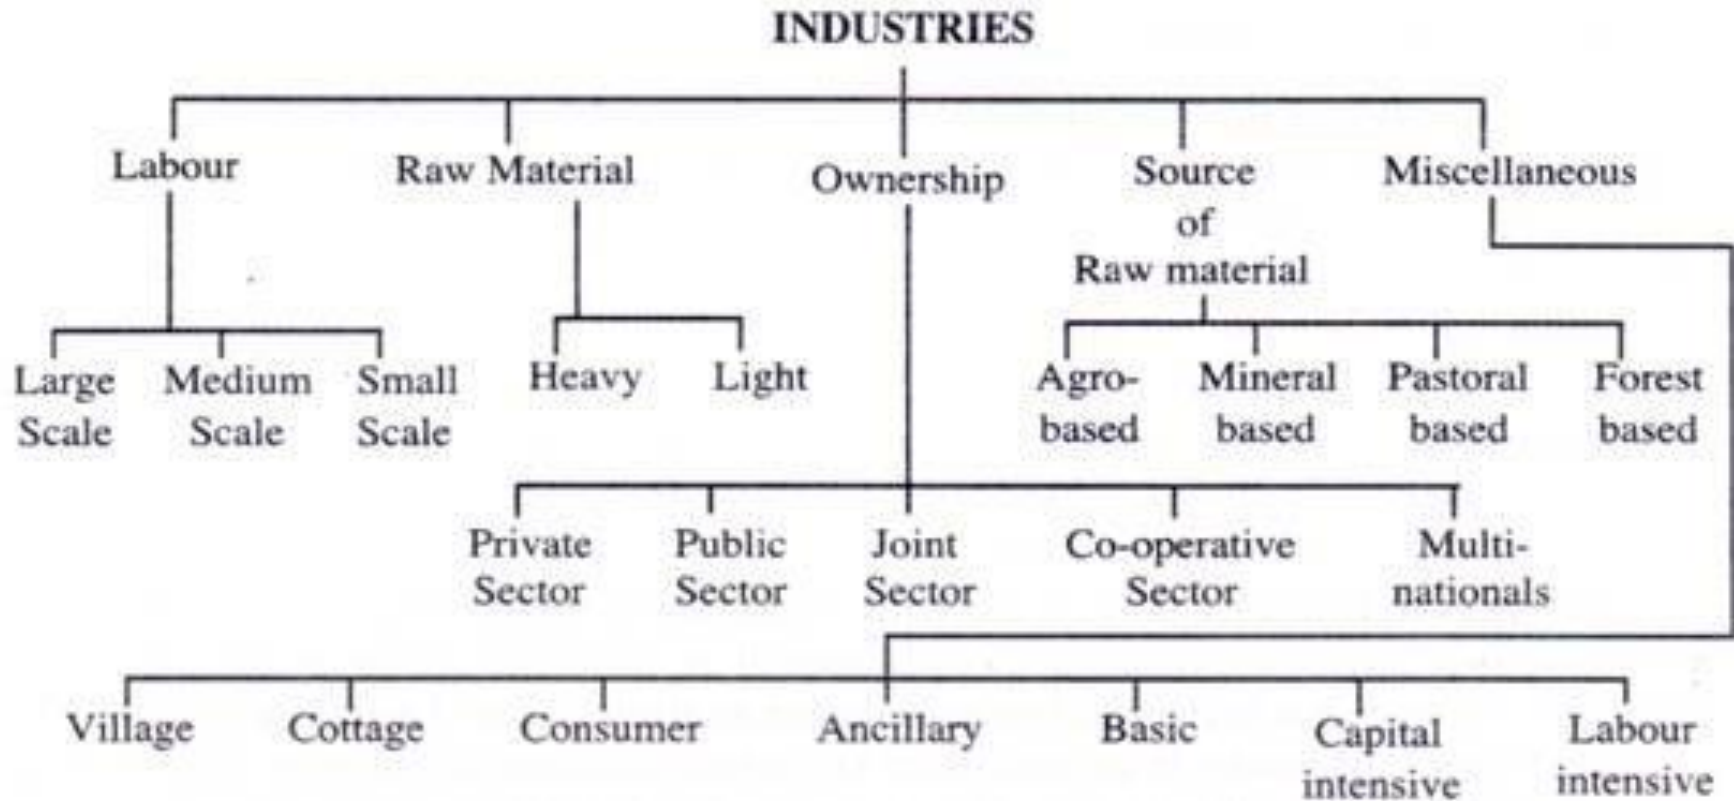 INDUSTRIES
Labour
Raw Material
Ownership
Source
of
Raw material
Miscellaneous
Large
Scale
Medium
Scale
Small
Scale
Heavy
Light
Agro-
based
Mineral
based
Pastoral
based
Forest
based
Private
Sector
Public
Sector
Joint
Sector
Co-operative
Sector
Multi-
nationals
Village
Cottage
Consumer
Ancillary
Basic
Capital
intensive
Labour
intensive